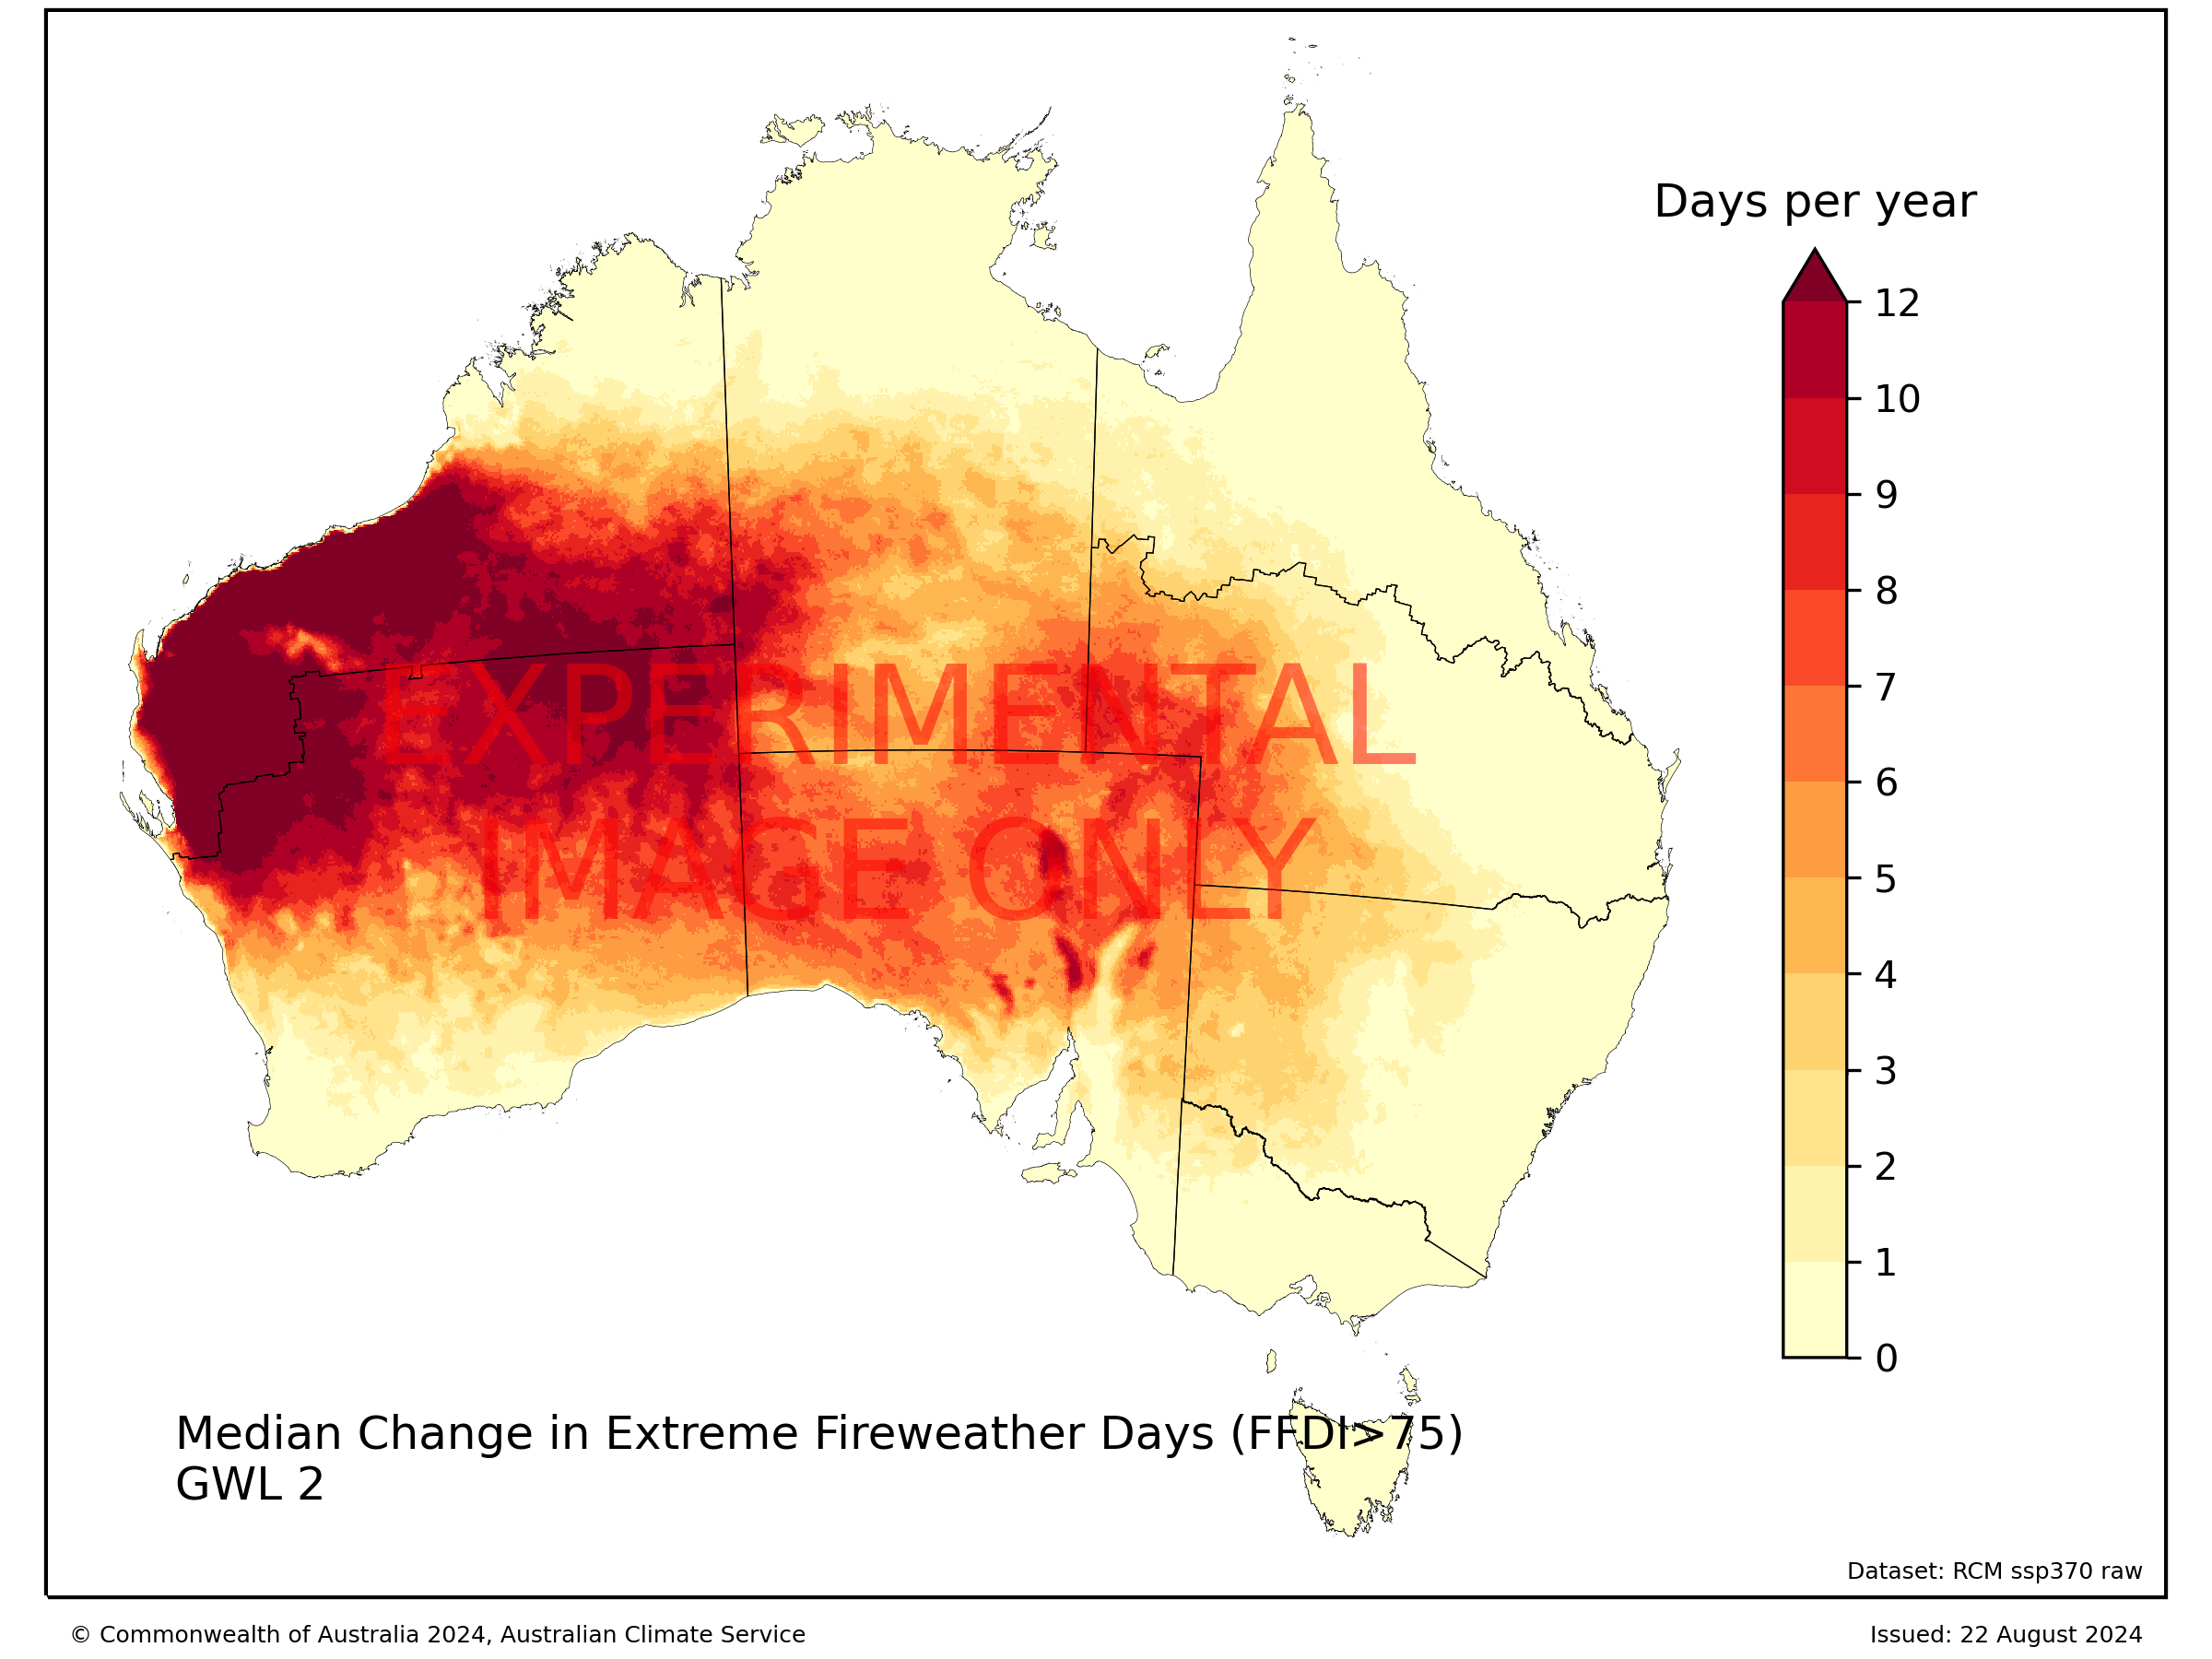 Days per year
12
10
9
8
7
6
5
4
3
2
1
0
EXPERIMENTAL
IMAGE ONLY
Median Change in Extreme Fireweather Days (FFDI>75)
GWL 2
Dataset: RCM ssp370 raw
© Commonwealth of Australia 2024, Australian Climate Service
Issued: 22 August 2024